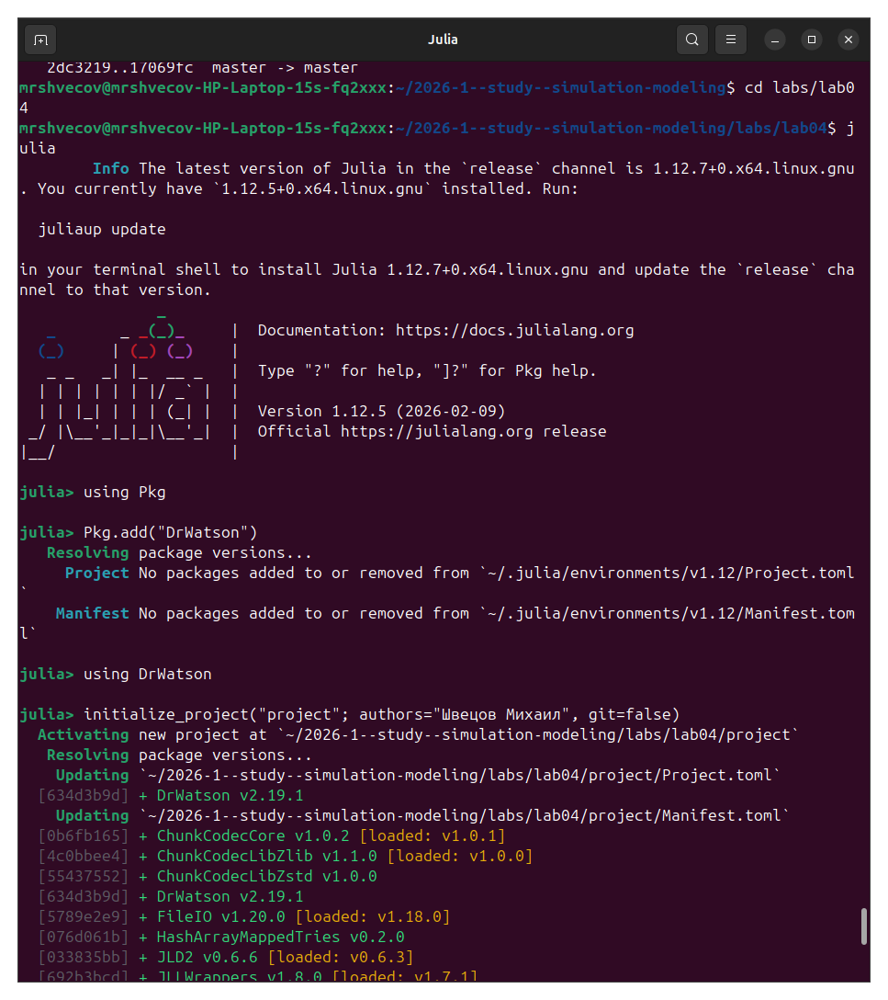 Julia
2dc3219..17069fc  master -> master
mrshvecov@mrshvecov-HP-Laptop-15s-fq2xxx:~/2026-1--study--simulation-modeling$ cd labs/lab0
4
mrshvecov@mrshvecov-HP-Laptop-15s-fq2xxx:~/2026-1--study--simulation-modeling/labs/lab04$ j
ulia
        Info The latest version of Julia in the `release` channel is 1.12.7+0.x64.linux.gnu
. You currently have `1.12.5+0.x64.linux.gnu` installed. Run:
  juliaup update
in your terminal shell to install Julia 1.12.7+0.x64.linux.gnu and update the `release` cha
nnel to that version.
               _
   _       _ _(_)_     |  Documentation: https://docs.julialang.org
  (_)     | (_) (_)    |
   _ _   _| |_  __ _   |  Type "?" for help, "]?" for Pkg help.
  | | | | | | |/ _` |  |
  | | |_| | | | (_| |  |  Version 1.12.5 (2026-02-09)
 _/ |\__'_|_|_|\__'_|  |  Official https://julialang.org release
|__/                   |
julia> using Pkg
julia> Pkg.add("DrWatson")
   Resolving package versions...
     Project No packages added to or removed from `~/.julia/environments/v1.12/Project.toml
`
    Manifest No packages added to or removed from `~/.julia/environments/v1.12/Manifest.tom
l`
julia> using DrWatson
julia> initialize_project("project"; authors="Швецов Михаил", git=false)
  Activating new project at `~/2026-1--study--simulation-modeling/labs/lab04/project`
   Resolving package versions...
    Updating `~/2026-1--study--simulation-modeling/labs/lab04/project/Project.toml`
  [634d3b9d] + DrWatson v2.19.1
    Updating `~/2026-1--study--simulation-modeling/labs/lab04/project/Manifest.toml`
  [0b6fb165] + ChunkCodecCore v1.0.2 [loaded: v1.0.1]
  [4c0bbee4] + ChunkCodecLibZlib v1.1.0 [loaded: v1.0.0]
  [55437552] + ChunkCodecLibZstd v1.0.0
  [634d3b9d] + DrWatson v2.19.1
  [5789e2e9] + FileIO v1.20.0 [loaded: v1.18.0]
  [076d061b] + HashArrayMappedTries v0.2.0
  [033835bb] + JLD2 v0.6.6 [loaded: v0.6.3]
  [692b3bcd] + JLLWrappers v1.8.0 [loaded: v1.7.1]